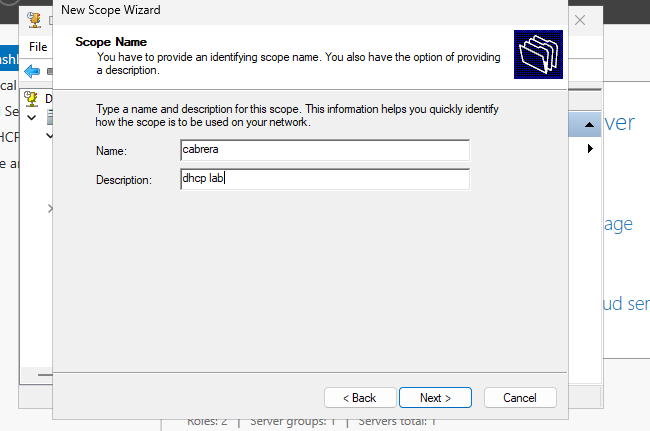 New Scope Wizard
Scope Name
You have to provide an identifying scope name. You also have the option of providing
a description.
Type a name and description for this scope. This information helps you quickly identify
how the scope is to be used on your network.
Name: cabrera
Description: dhcp lab
< Back Next > Cancel
File
D
ashl
cal
Se
HCP
e a
D
ver
age
ud ser
Roles: 2 | Server groups: 1 | Servers total: 1